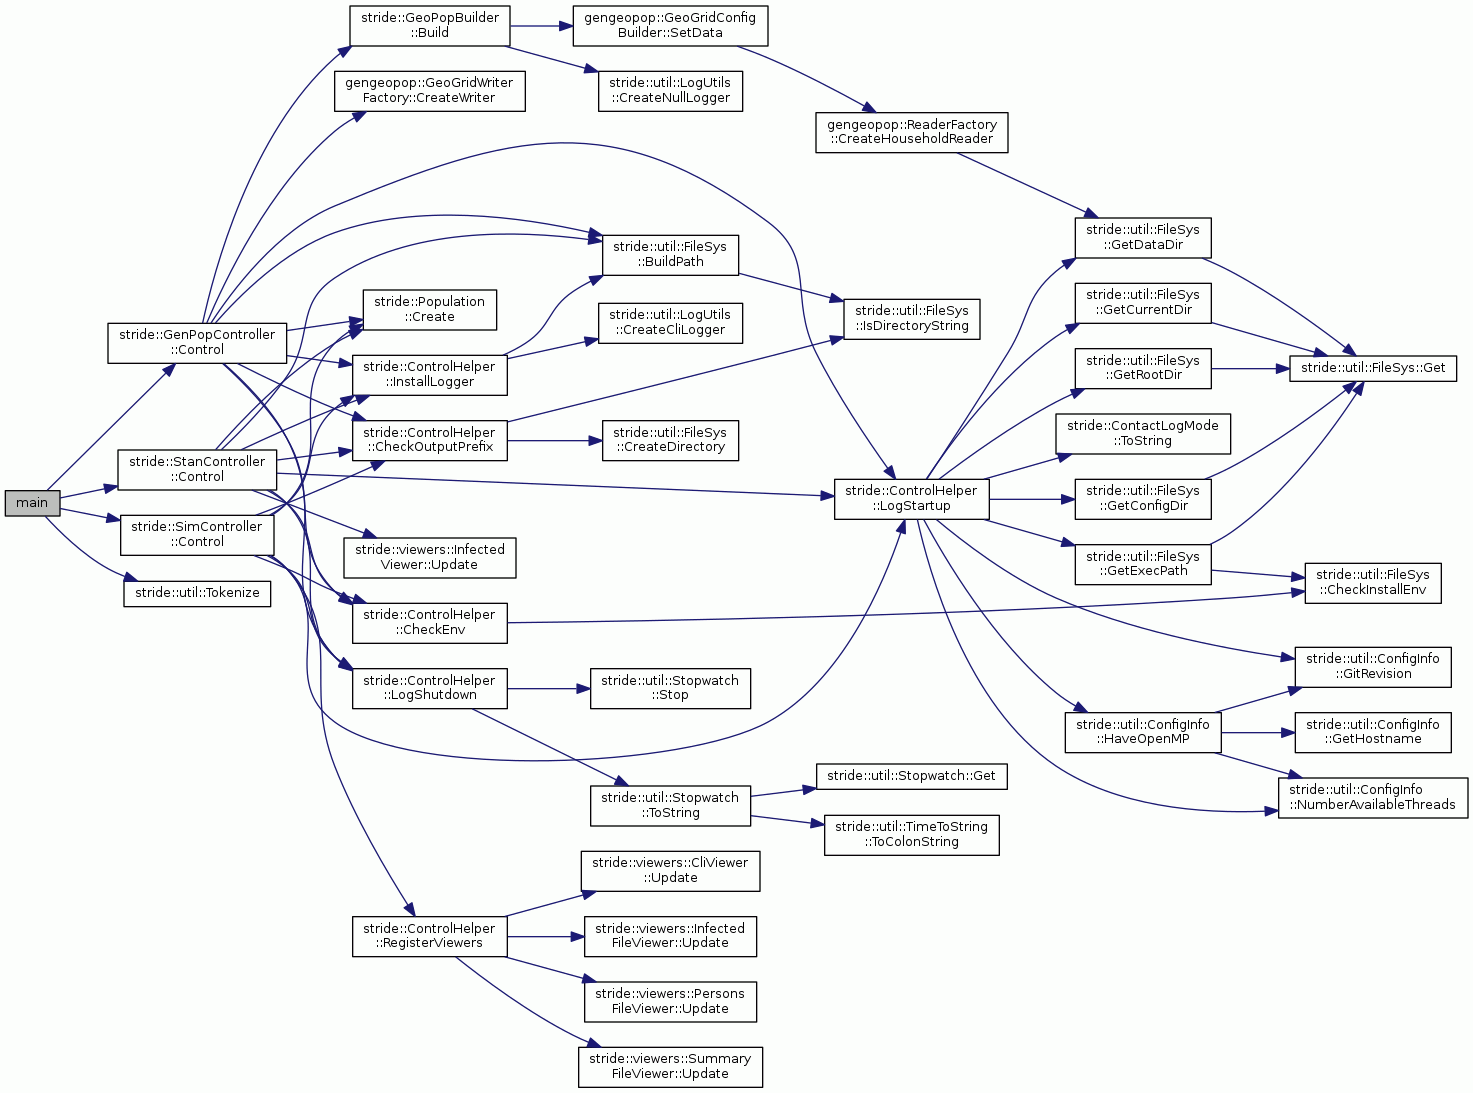 stride::GeoPopBuilder
::Build
gengeopop::GeoGridConfig
Builder::SetData
gengeopop::GeoGridWriter
Factory::CreateWriter
stride::util::LogUtils
::CreateNullLogger
gengeopop::ReaderFactory
::CreateHouseholdReader
stride::util::FileSys
::GetDataDir
stride::util::FileSys
::BuildPath
stride::Population
::Create
stride::util::FileSys
::GetCurrentDir
stride::util::LogUtils
::CreateCliLogger
stride::util::FileSys
::IsDirectoryString
stride::GenPopController
::Control
stride::ControlHelper
::InstallLogger
stride::util::FileSys
::GetRootDir
stride::util::FileSys::Get
stride::ControlHelper
::CheckOutputPrefix
stride::util::FileSys
::CreateDirectory
stride::ContactLogMode
::ToString
stride::StanController
::Control
main
stride::ControlHelper
::LogStartup
stride::util::FileSys
::GetConfigDir
stride::SimController
::Control
stride::viewers::Infected
Viewer::Update
stride::util::FileSys
::GetExecPath
stride::util::FileSys
::CheckInstallEnv
stride::util::Tokenize
stride::ControlHelper
::CheckEnv
stride::util::ConfigInfo
::GitRevision
stride::ControlHelper
::LogShutdown
stride::util::Stopwatch
::Stop
stride::util::ConfigInfo
::HaveOpenMP
stride::util::ConfigInfo
::GetHostname
stride::util::Stopwatch
::ToString
stride::util::Stopwatch::Get
stride::util::ConfigInfo
::NumberAvailableThreads
stride::util::TimeToString
::ToColonString
stride::viewers::CliViewer
::Update
stride::ControlHelper
::RegisterViewers
stride::viewers::Infected
FileViewer::Update
stride::viewers::Persons
FileViewer::Update
stride::viewers::Summary
FileViewer::Update